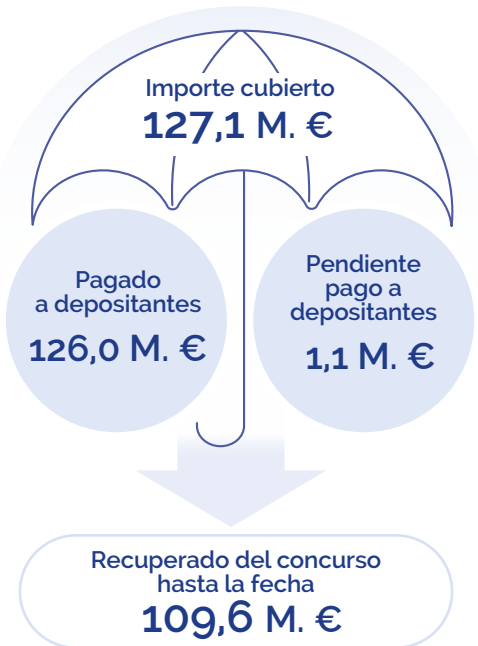 Importe cubierto
127,1 M. €
Pagado
a depositantes
126,0 M. €
Pendiente
pago a
depositantes
1,1 M. €
Recuperado del concurso
hasta la fecha
109,6 M. €